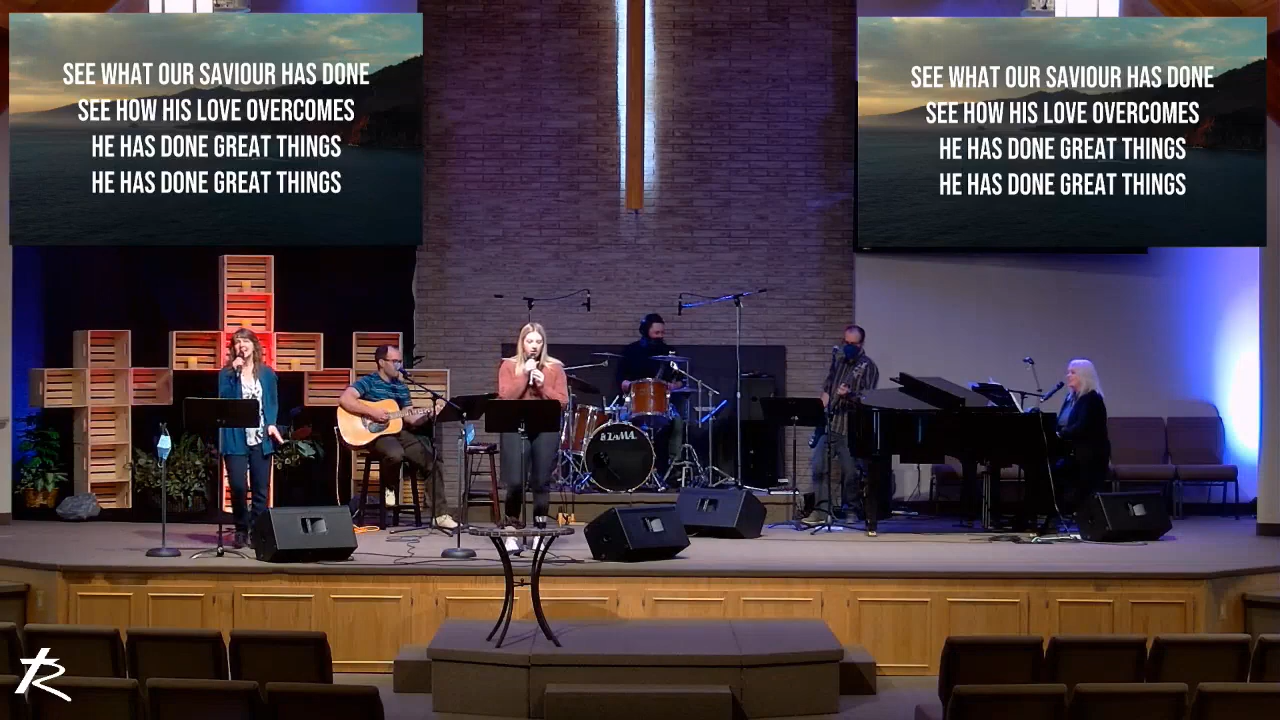 SEE WHAT OUR SAVIOUR HAS DONE
SEE HOW HIS LOVE OVERCOMES
HE HAS DONE GREAT THINGS
HE HAS DONE GREAT THINGS
SEE WHAT OUR SAVIOUR HAS DONE
SEE HOW HIS LOVE OVERCOMES
HE HAS DONE GREAT THINGS
HE HAS DONE GREAT THINGS
TAMA
R